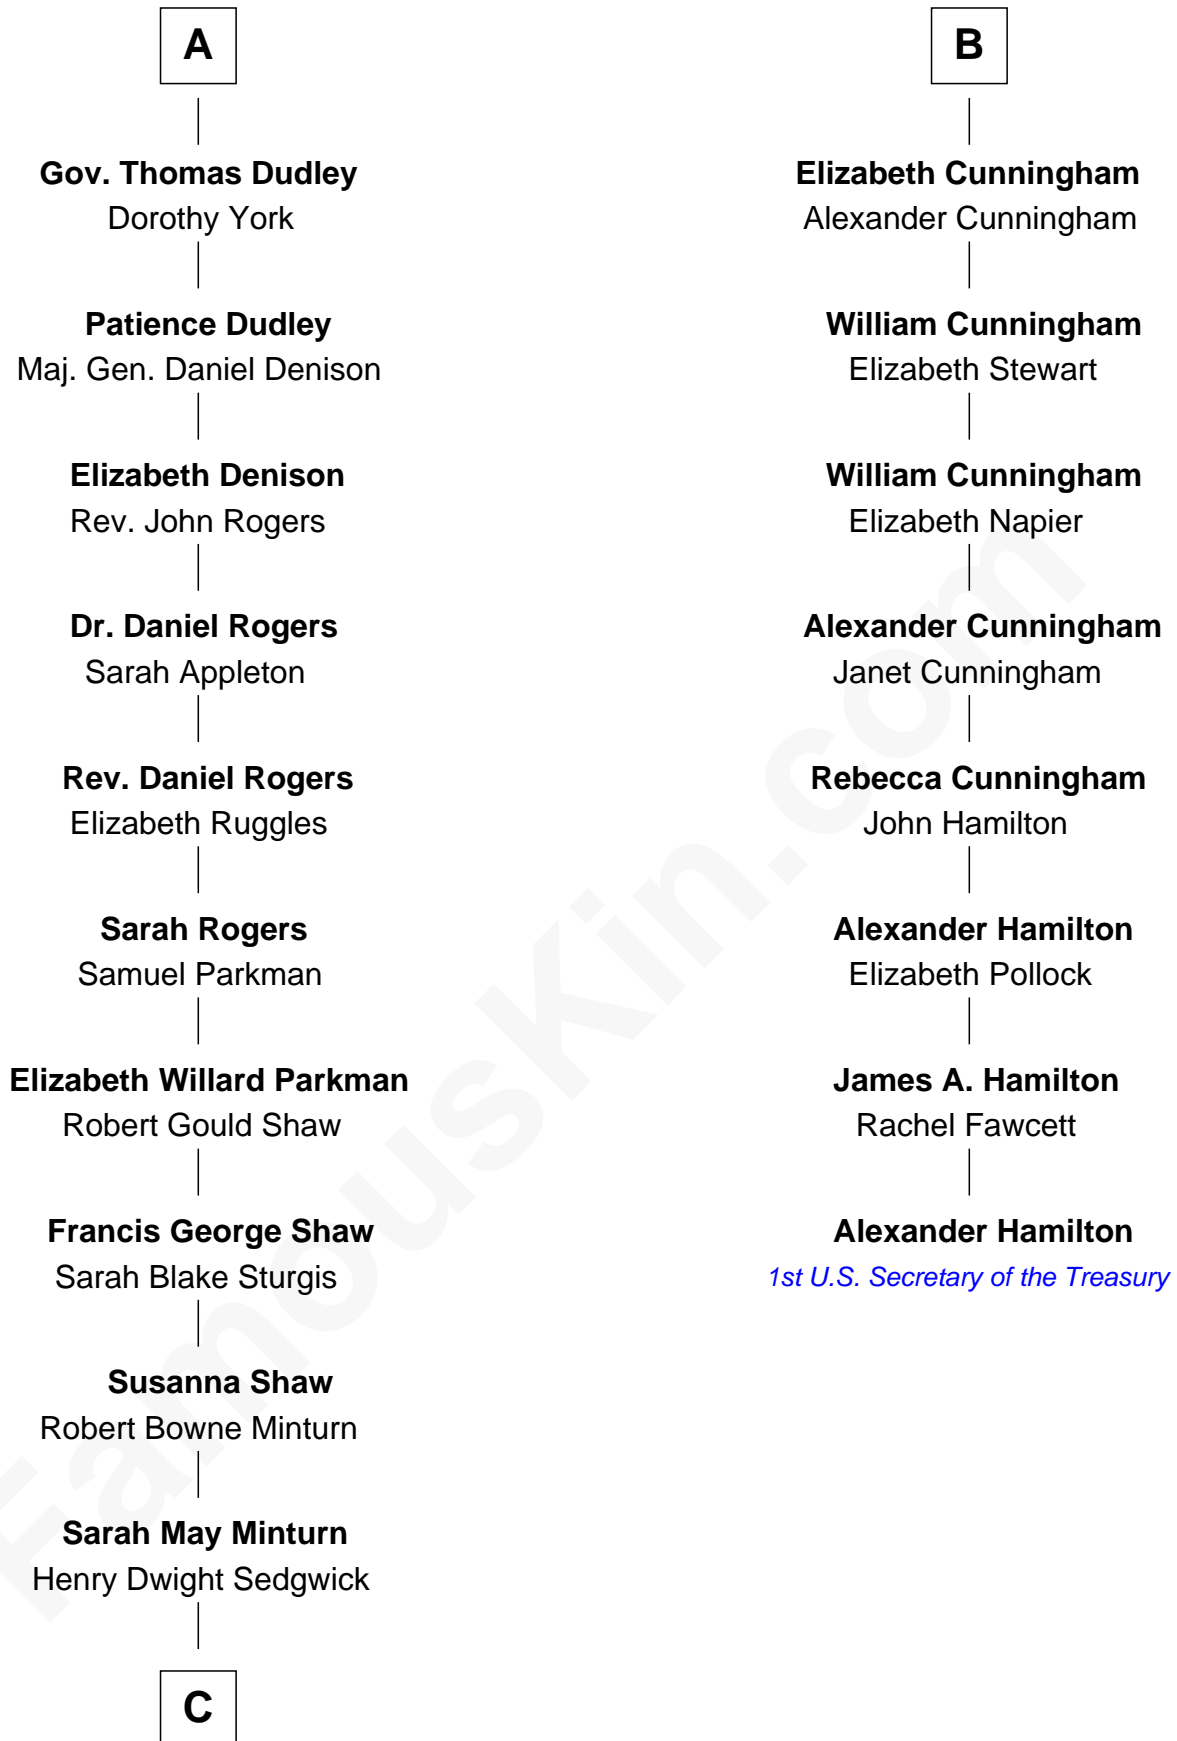 A
Gov. Thomas Dudley
Dorothy York
Patience Dudley
Maj. Gen. Daniel Denison
Elizabeth Denison
Rev. John Rogers
Dr. Daniel Rogers
Sarah Appleton
Rev. Daniel Rogers
Elizabeth Ruggles
Sarah Rogers
Samuel Parkman
Elizabeth Willard Parkman
Robert Gould Shaw
Francis George Shaw
Sarah Blake Sturgis
Susanna Shaw
Robert Bowne Minturn
Sarah May Minturn
Henry Dwight Sedgwick
C
B
Elizabeth Cunningham
Alexander Cunningham
William Cunningham
Elizabeth Stewart
William Cunningham
Elizabeth Napier
Alexander Cunningham
Janet Cunningham
Rebecca Cunningham
John Hamilton
Alexander Hamilton
Elizabeth Pollock
James A. Hamilton
Rachel Fawcett
Alexander Hamilton
1st U.S. Secretary of the Treasury
FamousKin.com